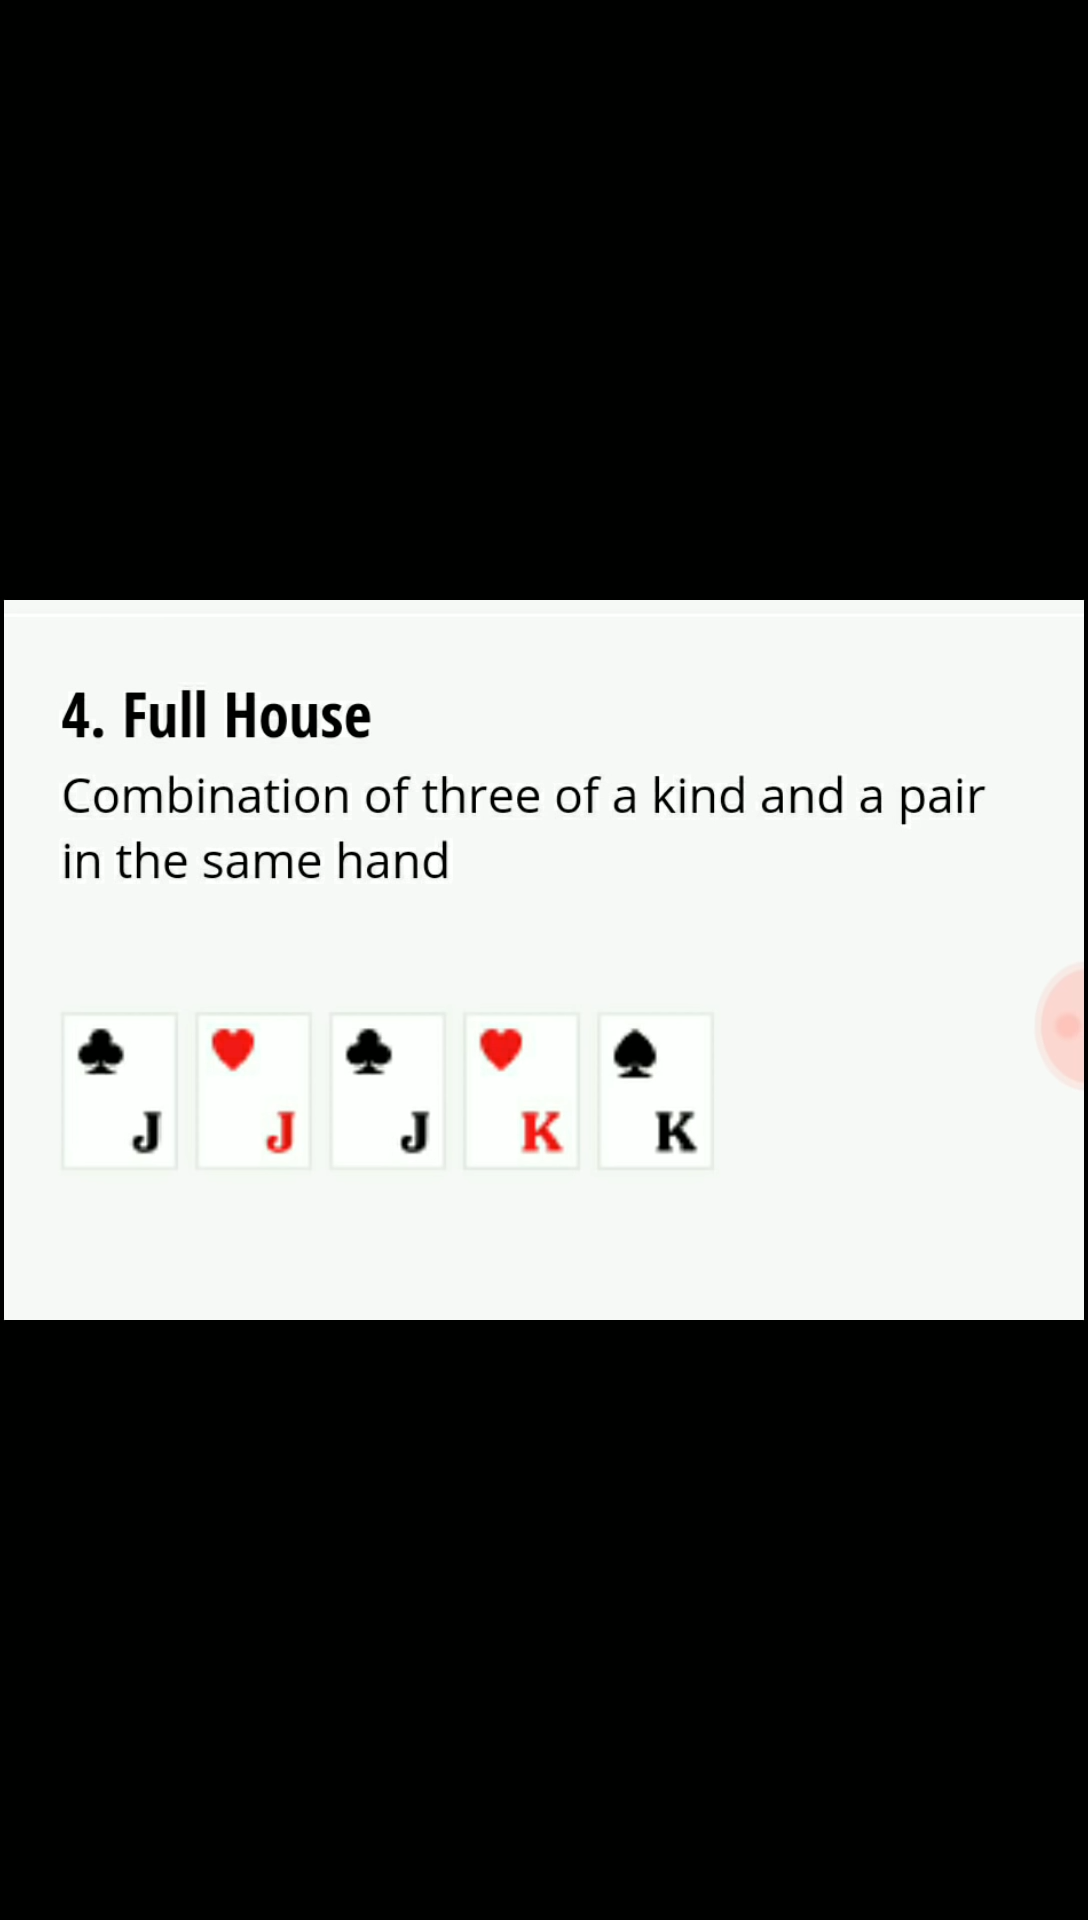 4. Full House
Combination of three of a kind and a pair
in the same hand
J J J K K